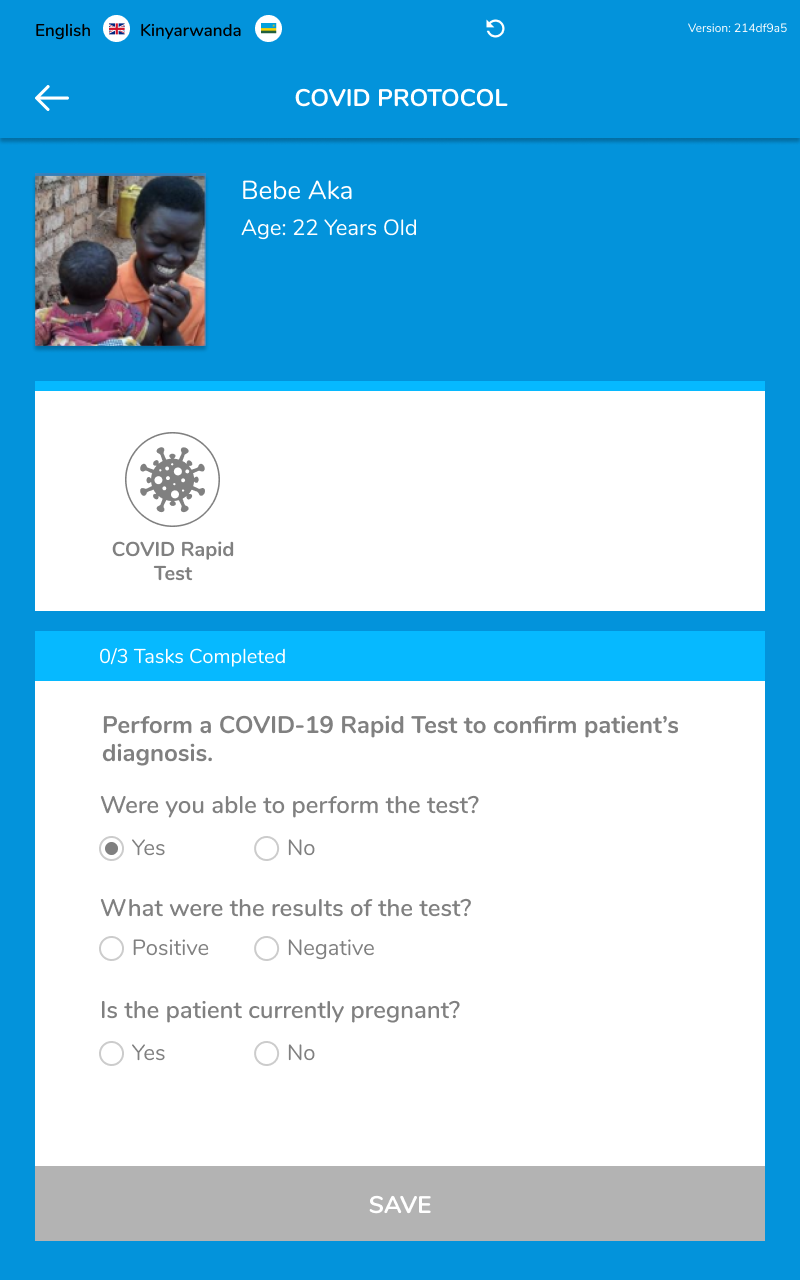 English Kinyarwanda Version: 214df9a5
COVID PROTOCOL
Bebe Aka
Age: 22 Years Old
COVID Rapid
Test
0/3 Tasks Completed
Perform a COVID-19 Rapid Test to confirm patient’s
diagnosis.
Were you able to perform the test?
Yes No
What were the results of the test?
Positive Negative
Is the patient currently pregnant?
Yes No
SAVE